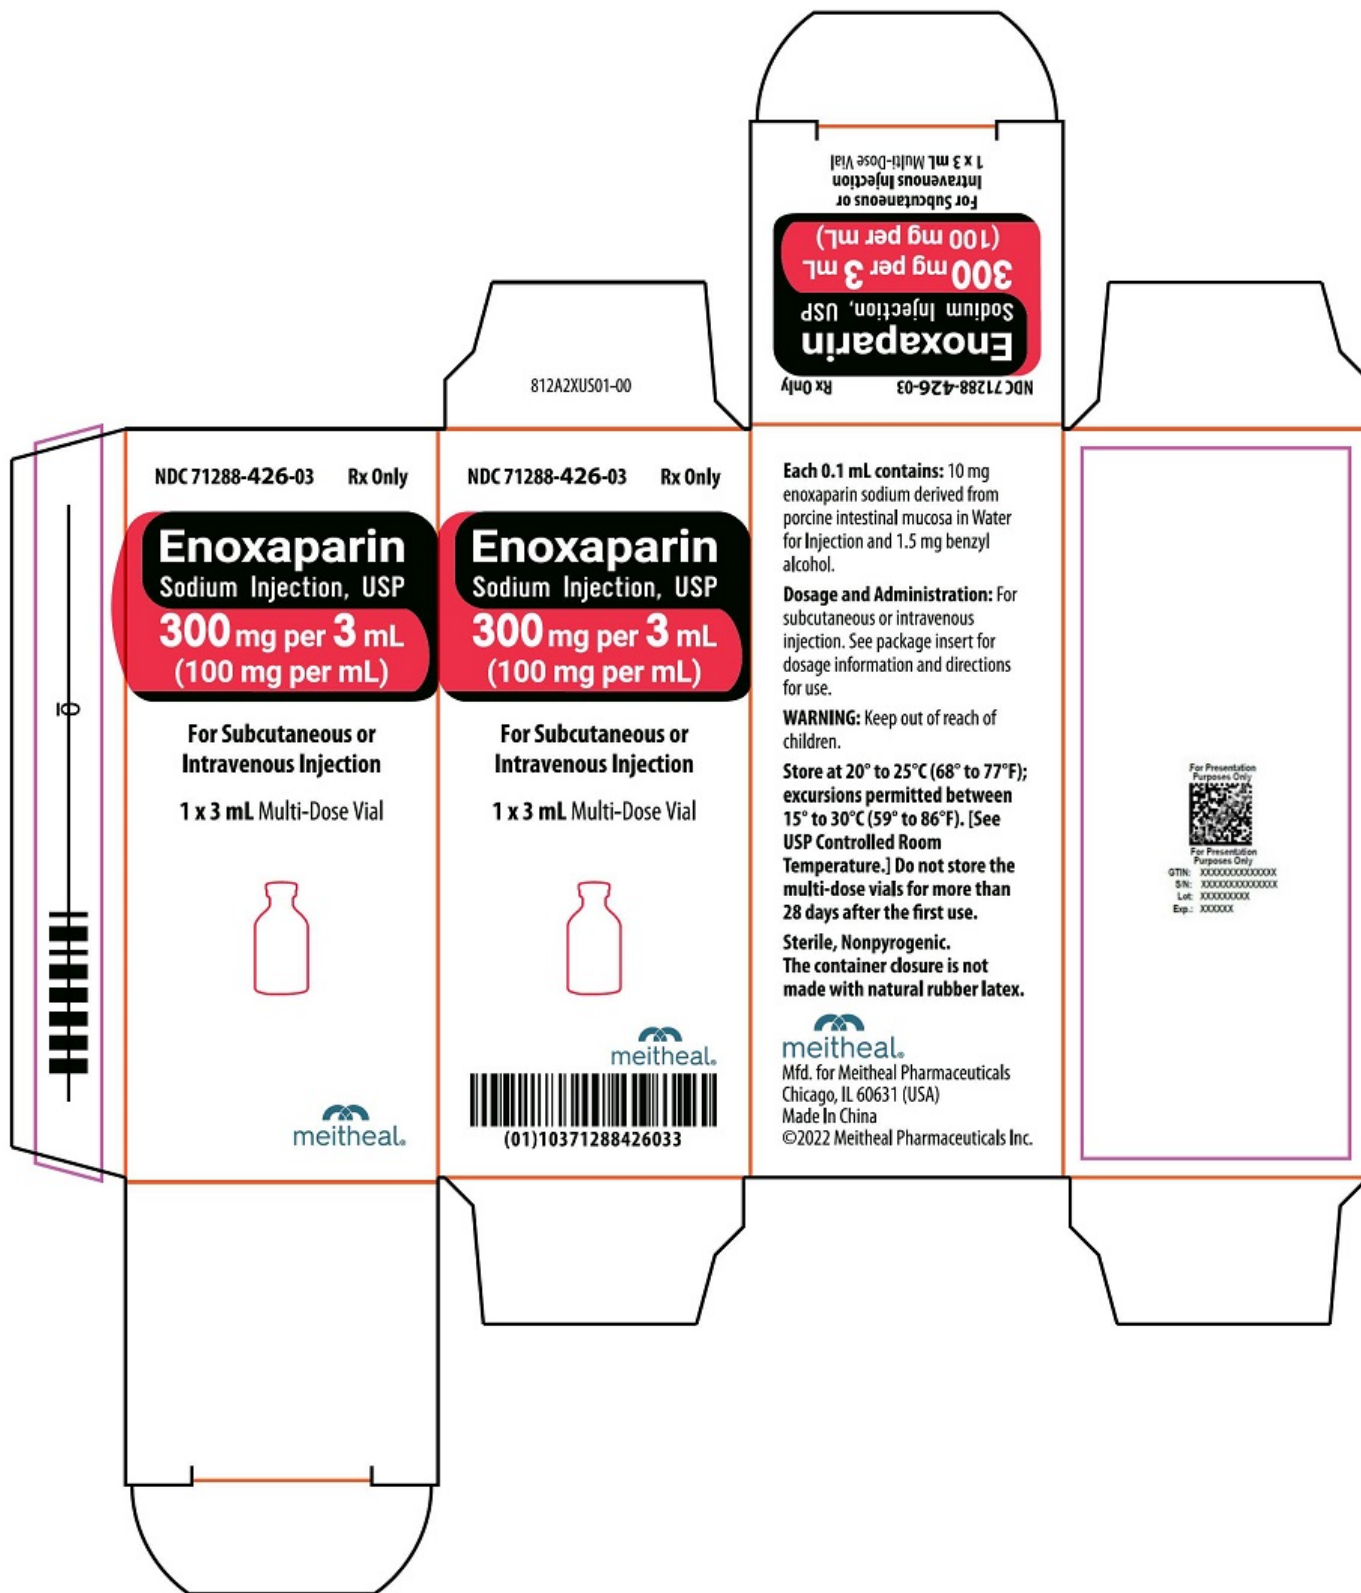 1 x 3 mL Multi-Dose Vial
Intravenous Injection
For Subcutaneous or
(100 mg per mL)
300 mg per 3 mL
Sodium Injection, USP
Enoxaparin
NDC 71288-426-03 Rx Only
812A2XUS01-00
NDC 71288-426-03 Rx Only
Enoxaparin
Sodium Injection, USP
300 mg per 3 mL
(100 mg per mL)
For Subcutaneous or
Intravenous Injection
1 x 3 mL Multi-Dose Vial
meitheal®
NDC 71288-426-03 Rx Only
Enoxaparin
Sodium Injection, USP
300 mg per 3 mL
(100 mg per mL)
For Subcutaneous or
Intravenous Injection
1 x 3 mL Multi-Dose Vial
meitheal®
(01)10371288426033
Each 0.1 mL contains: 10 mg
enoxaparin sodium derived from
porcine intestinal mucosa in Water
for Injection and 1.5 mg benzyl
alcohol.
Dosage and Administration: For
subcutaneous or intravenous
injection. See package insert for
dosage information and directions
for use.
WARNING: Keep out of reach of
children.
Store at 20° to 25°C (68° to 77°F);
excursions permitted between
15° to 30°C (59° to 86°F). [See
USP Controlled Room
Temperature.] Do not store the
multi-dose vials for more than
28 days after the first use.
Sterile, Nonpyrogenic.
The container closure is not
made with natural rubber latex.
meitheal®
Mfd. for Meitheal Pharmaceuticals
Chicago, IL 60631 (USA)
Made In China
©2022 Meitheal Pharmaceuticals Inc.
For Presentation
Purposes Only
For Presentation
Purposes Only
GTIN: XXXXXXXXXXXXXX
S/N: XXXXXXXXXXXXXX
Lot: XXXXXXXXX
Exp.: XXXXXX